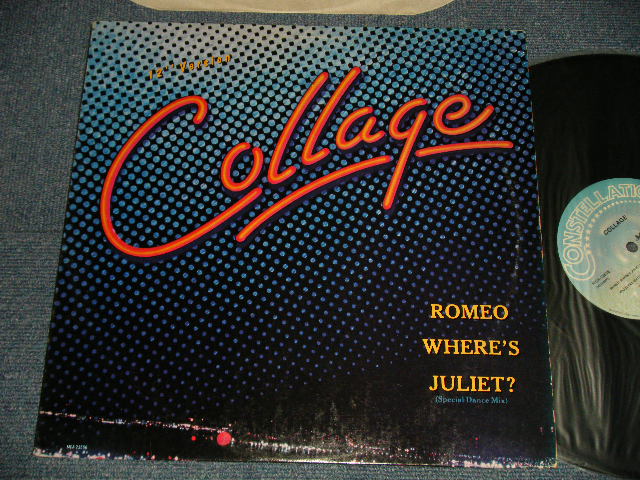 12" Version
Collage
ROMEO
WHERE'S
JULIET?
(Special Dance Mix)
CONSTELLATIO
COLLAGE